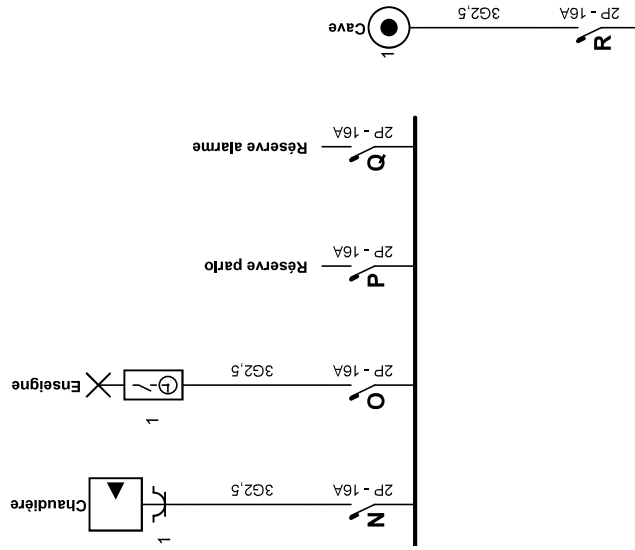 Chaudière
1
3G2,5
2P - 16A
N
Enseigne
1
3G2,5
2P - 16A
O
Réserve parlo
2P - 16A
P
Réserve alarme
2P - 16A
Q
Cave
1
3G2,5
2P - 16A
R